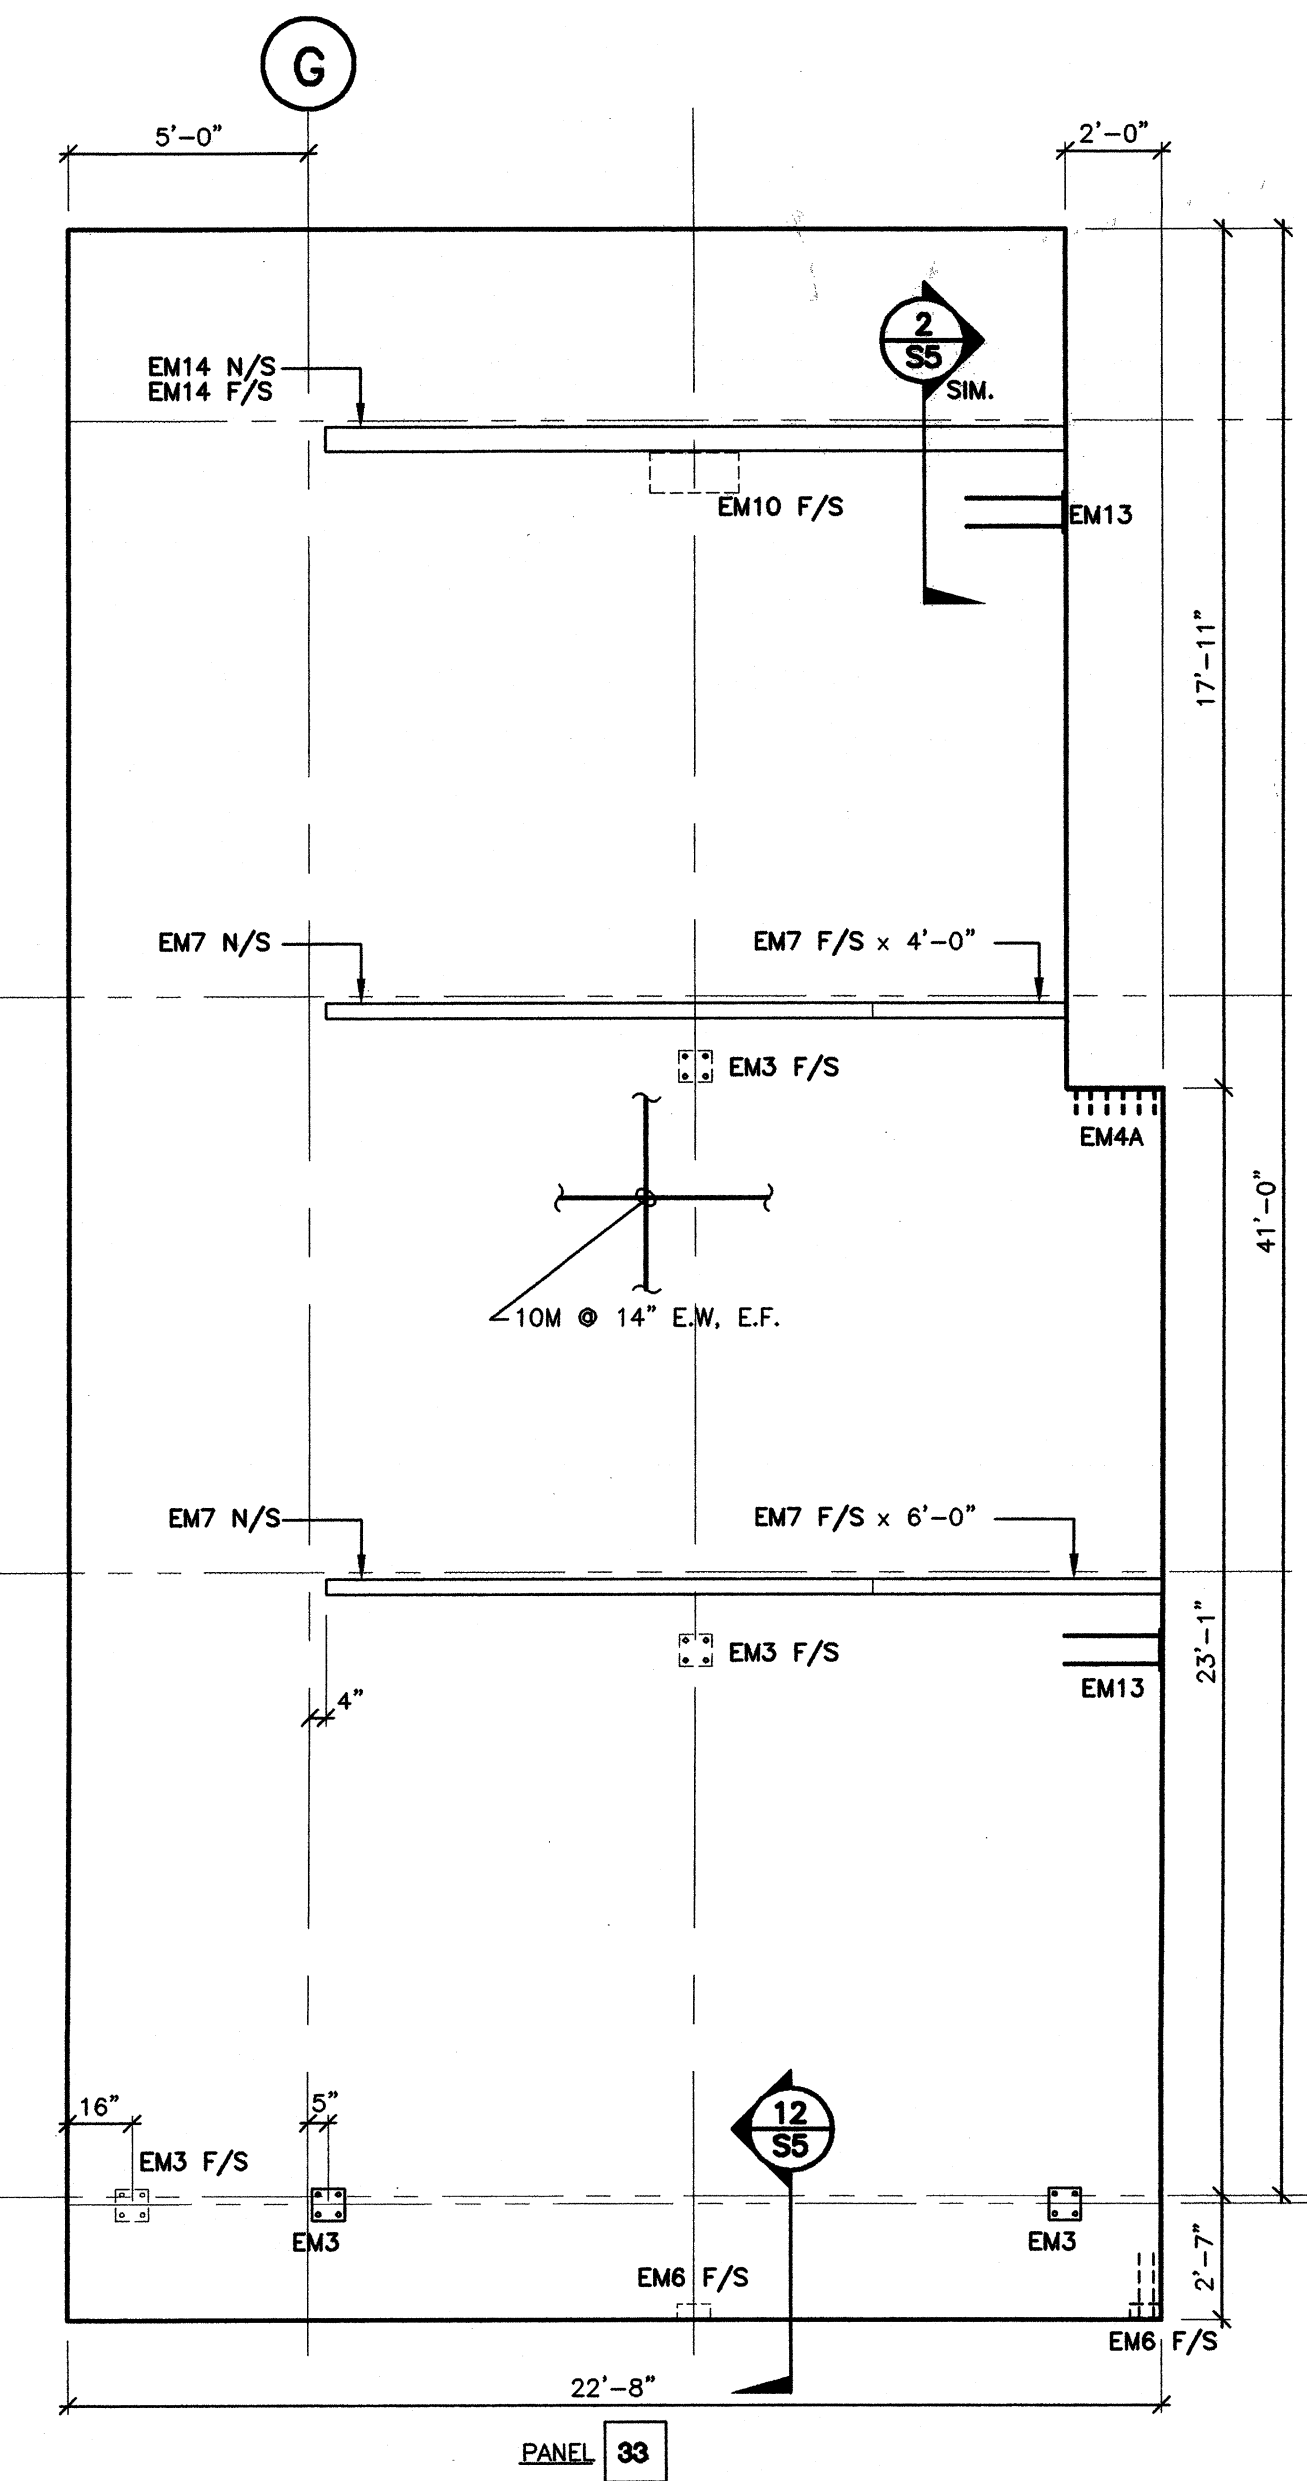 G
5'-0"
2'-0"
2
S5
SIM.
EM14 N/S
EM14 F/S
EM10 F/S
EM13
17'-11"
EM7 N/S
EM7 F/S x 4'-0"
EM3 F/S
EM4A
41'-0"
10M @ 14" E.W, E.F.
EM7 N/S
EM7 F/S x 6'-0"
EM3 F/S
23'-1"
EM13
4"
16"
5"
12
S5
EM3 F/S
EM3
EM3
2'-7"
EM6 F/S
EM6 F/S
22'-8"
PANEL 33